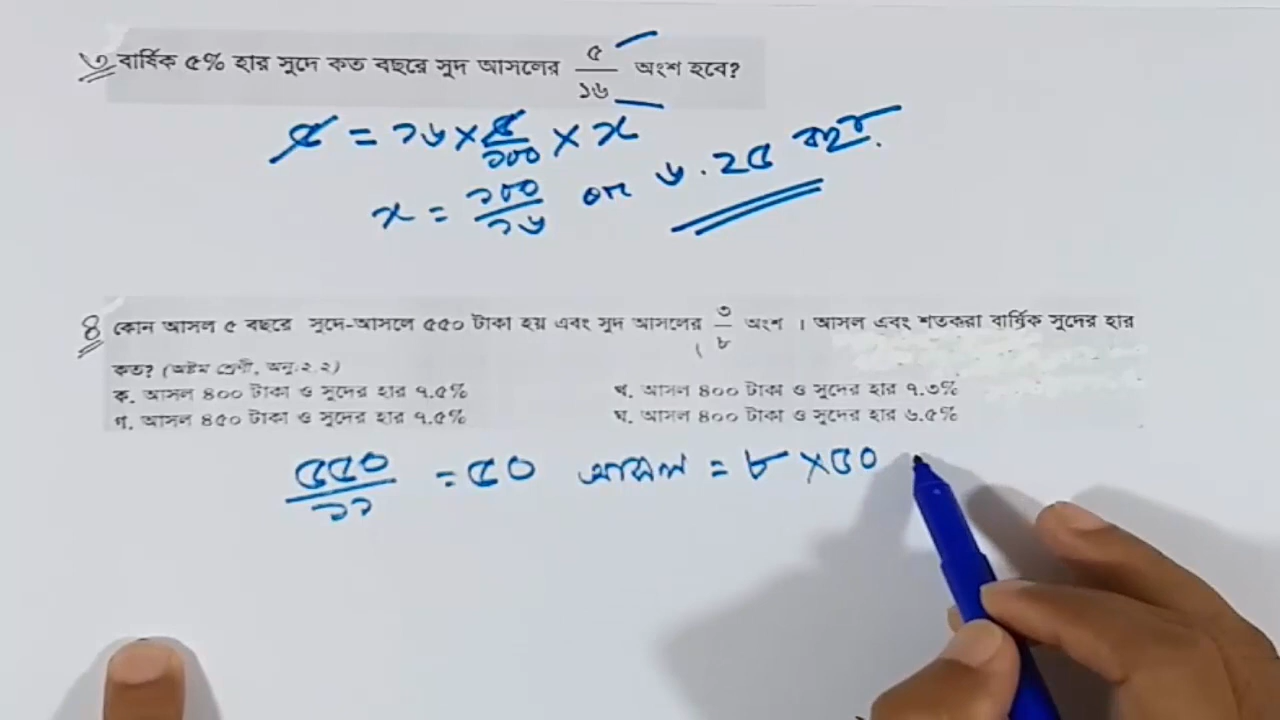 ৩ বার্ষিক ৫% হার সুদে কত বছরে সুদ আসলের ৫/১৬ অংশ হবে?
৫ = ১৬ × ৫/১০০ × x
x = ১০০/১৬ or ৬.২৫ বছর
৪ কোন আসল ৫ বছরে সুদে-আসলে ৫৫০ টাকা হয় এবং সুদ আসলের ৩/৮ অংশ । আসল এবং শতকরা বার্ষিক সুদের হার
কত? (অষ্টম শ্রেণী, অনু:২.২)
ক. আসল ৪০০ টাকা ও সুদের হার ৭.৫% খ. আসল ৪০০ টাকা ও সুদের হার ৭.৩%
গ. আসল ৪৫০ টাকা ও সুদের হার ৭.৫% ঘ. আসল ৪০০ টাকা ও সুদের হার ৬.৫%
৫৫০/১১ = ৫০ আসল = ৮ × ৫০